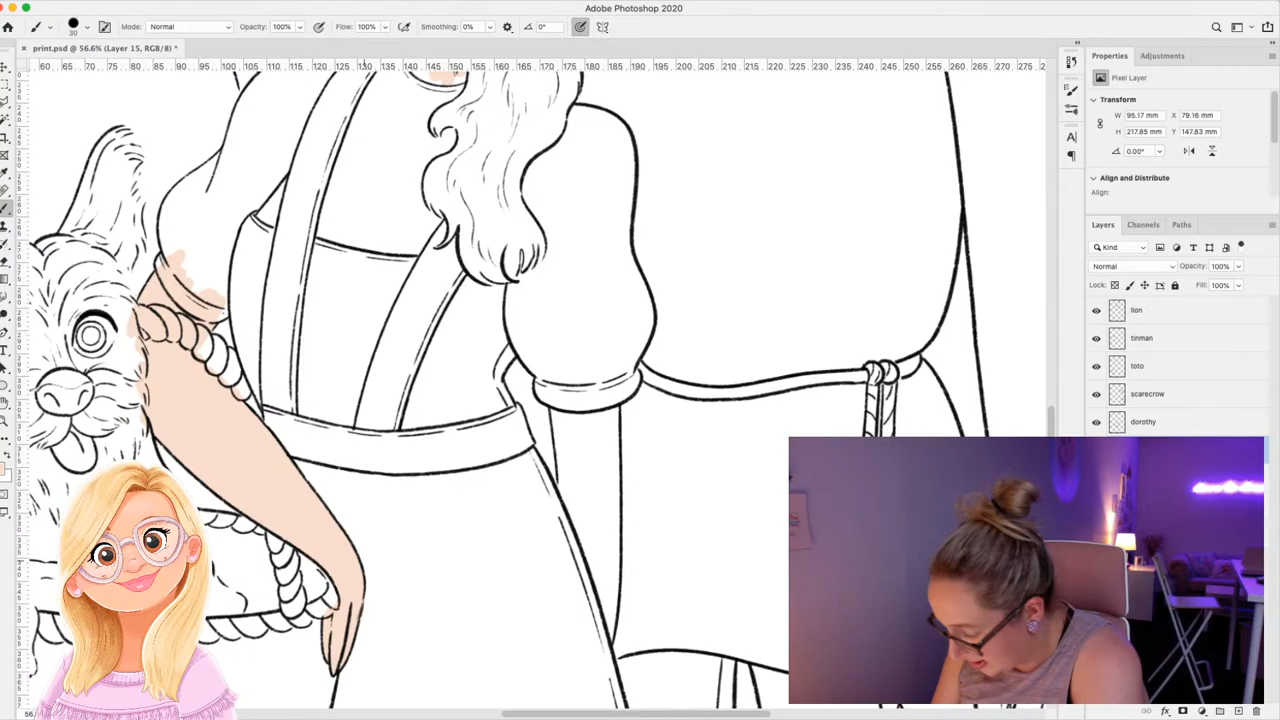 Adobe Photoshop 2020
30 Mode: Normal Opacity: 100% Flow: 100% Smoothing: 0% 0°
× print.psd @ 56.6% (Layer 15, RGB/8) *
60 65 70 75 80 85 90 95 100 105 110 115 120 125 130 135 140 145 150 155 160 165 170 175 180 185 190 195 200 205 210 215 220 225 230 235 240 245 250 255 260 265 270 275
Properties Adjustments
Pixel Layer
Transform
W 95.17 mm X 79.16 mm
H 217.85 mm Y 147.83 mm
0.00°
Align and Distribute
Align:
Layers Channels Paths
Kind
Normal Opacity: 100%
Lock: Fill: 100%
lion
tinman
toto
scarecrow
dorothy
56.
fx